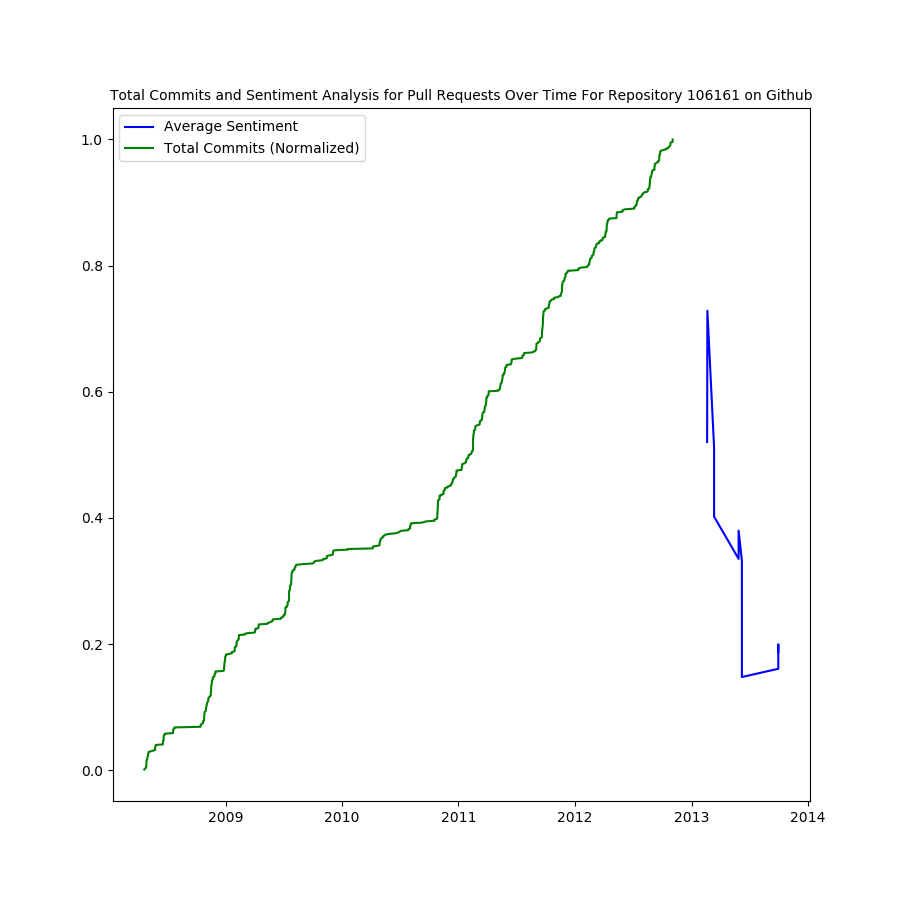 Total Commits and Sentiment Analysis for Pull Requests Over Time For Repository 106161 on Github
Average Sentiment
Total Commits (Normalized)
1.0
0.8
0.6
0.4
0.2
0.0
2009 2010 2011 2012 2013 2014